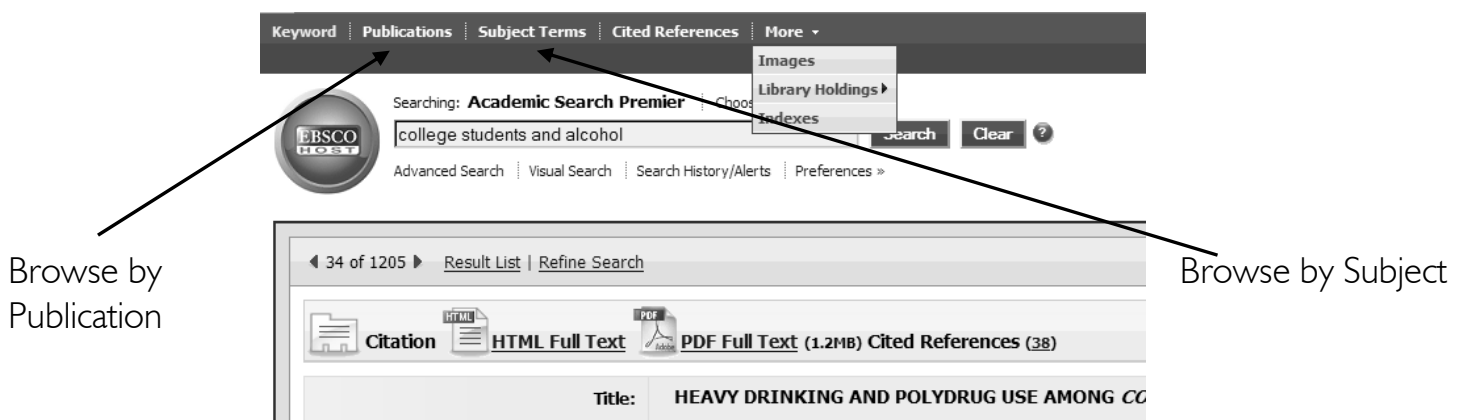 Keyword Publications Subject Terms Cited References More
Images
Library Holdings
Indexes
Searching: Academic Search Premier
EBSCO
HOST
college students and alcohol
Search Clear ?
Advanced Search Visual Search Search History/Alerts Preferences »
Browse by
Publication
Browse by Subject
34 of 1205 Result List | Refine Search
Citation HTML HTML Full Text PDF Adobe PDF Full Text (1.2MB) Cited References (38)
Title: HEAVY DRINKING AND POLYDRUG USE AMONG CO